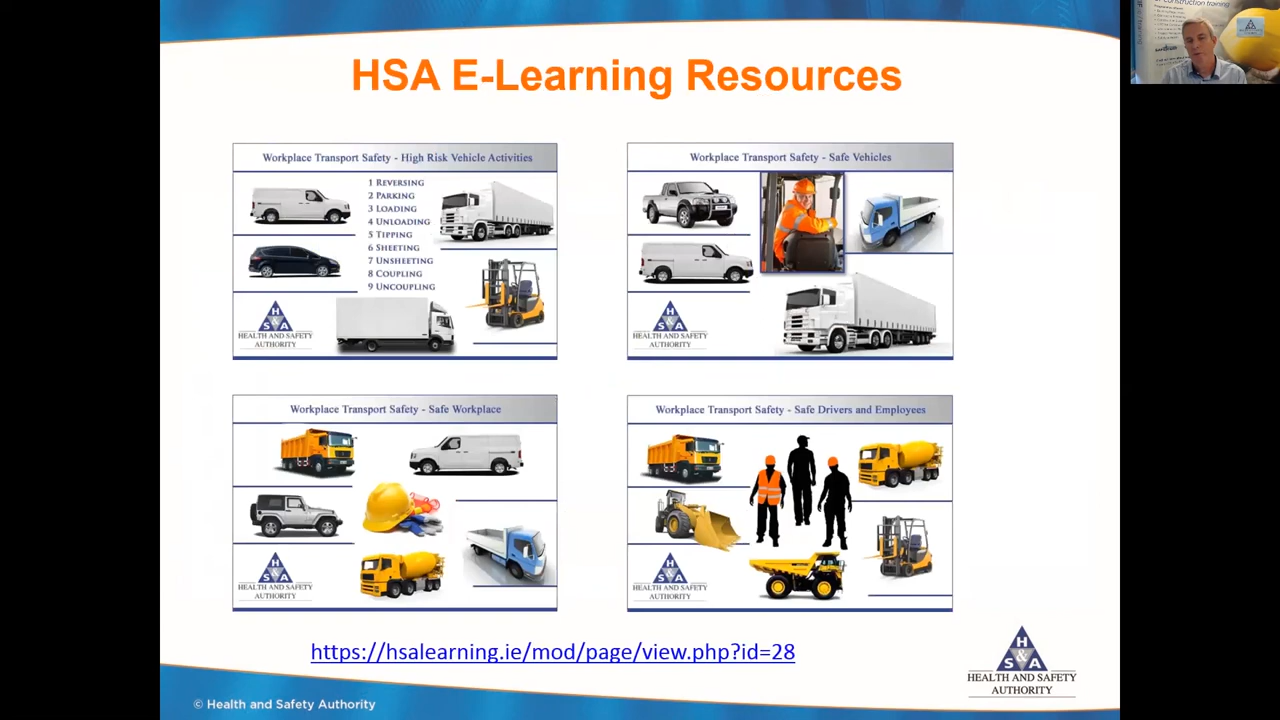 HSA E-Learning Resources
Workplace Transport Safety - High Risk Vehicle Activities
1 REVERSING
2 PARKING
3 LOADING
4 UNLOADING
5 TIPPING
6 SHEETING
7 UNSHEETING
8 COUPLING
9 UNCOUPLING
H
&
S A
HEALTH AND SAFETY
AUTHORITY
Workplace Transport Safety - Safe Vehicles
H
&
S A
HEALTH AND SAFETY
AUTHORITY
Workplace Transport Safety - Safe Workplace
H
&
S A
HEALTH AND SAFETY
AUTHORITY
Workplace Transport Safety - Safe Drivers and Employees
H
&
S A
HEALTH AND SAFETY
AUTHORITY
https://hsalearning.ie/mod/page/view.php?id=28
H
&
S A
HEALTH AND SAFETY
AUTHORITY
© Health and Safety Authority
construction training